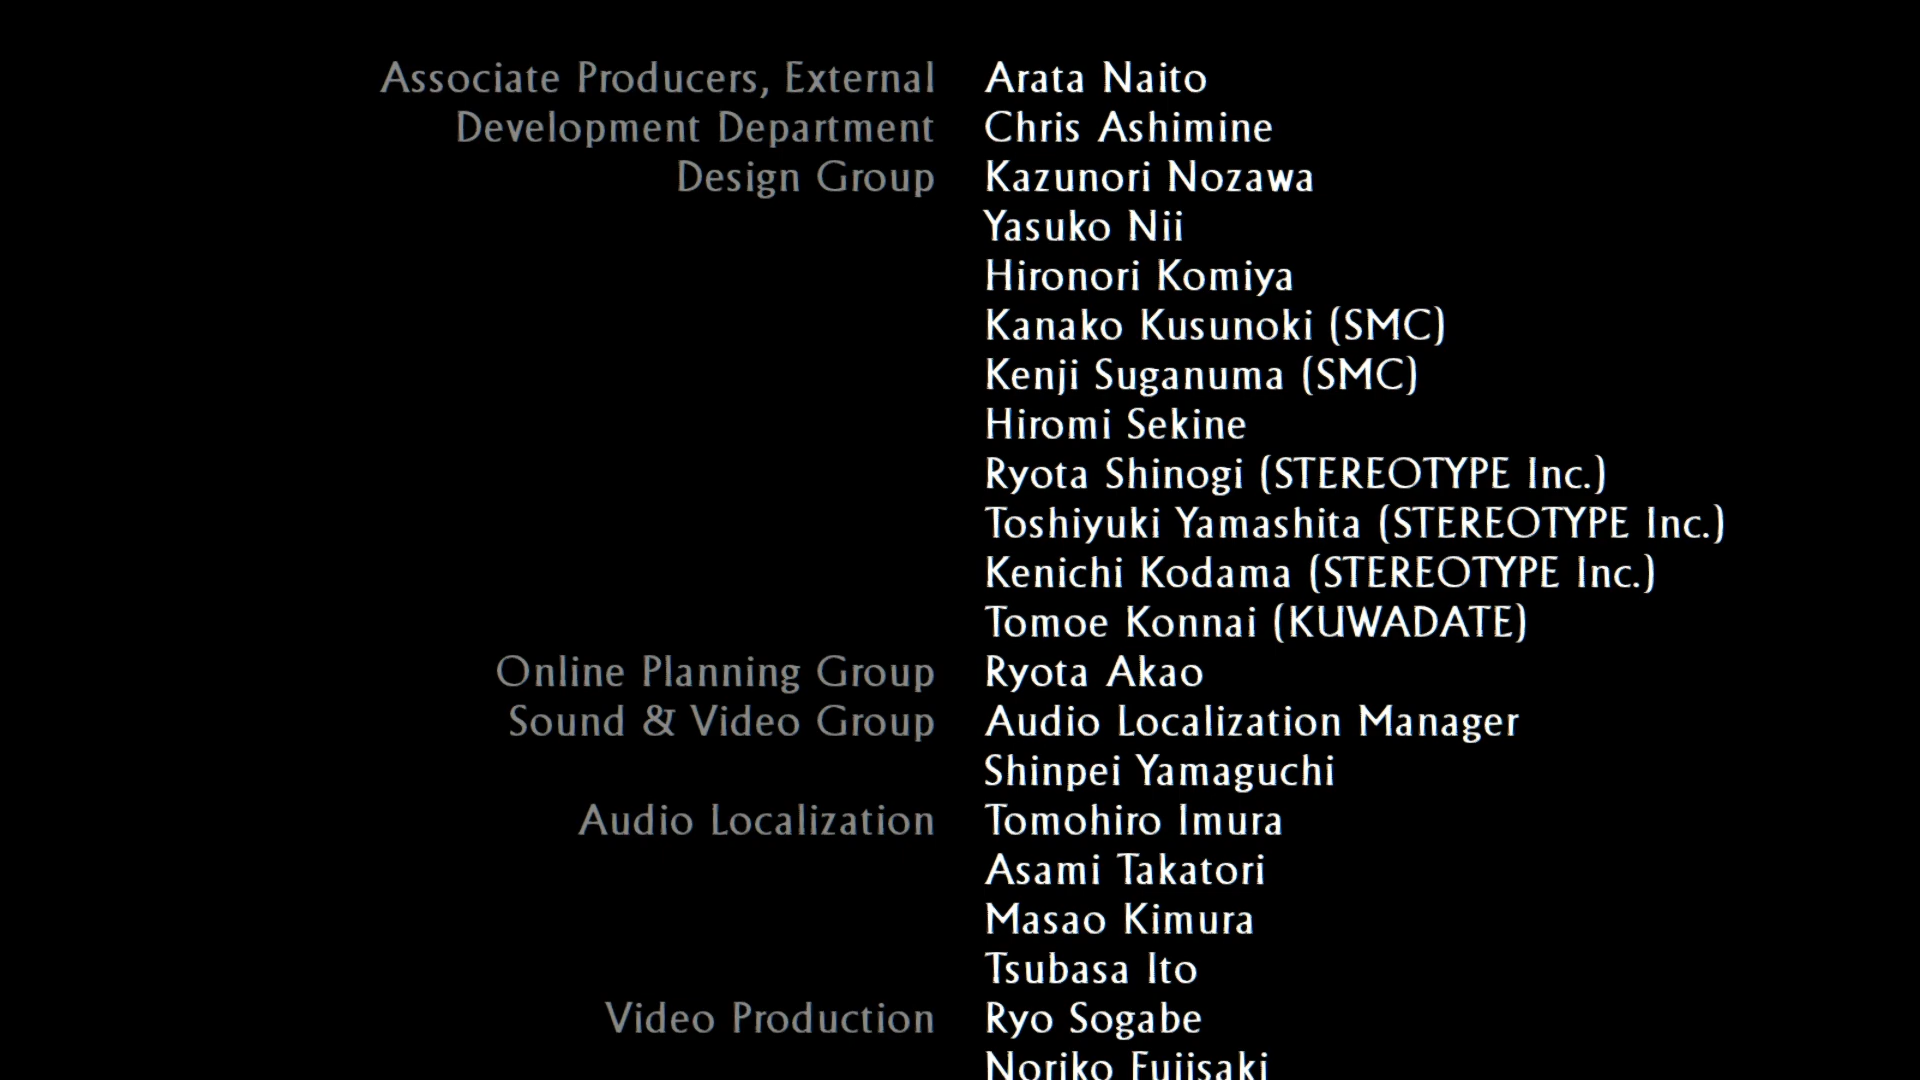 Associate Producers, External Arata Naito
Development Department Chris Ashimine
Design Group Kazunori Nozawa
Yasuko Nii
Hironori Komiya
Kanako Kusunoki (SMC)
Kenji Suganuma (SMC)
Hiromi Sekine
Ryota Shinogi (STEREOTYPE Inc.)
Toshiyuki Yamashita (STEREOTYPE Inc.)
Kenichi Kodama (STEREOTYPE Inc.)
Tomoe Konnai (KUWADATE)
Online Planning Group Ryota Akao
Sound & Video Group Audio Localization Manager
Shinpei Yamaguchi
Audio Localization Tomohiro Imura
Asami Takatori
Masao Kimura
Tsubasa Ito
Video Production Ryo Sogabe
Noriko Fujisaki